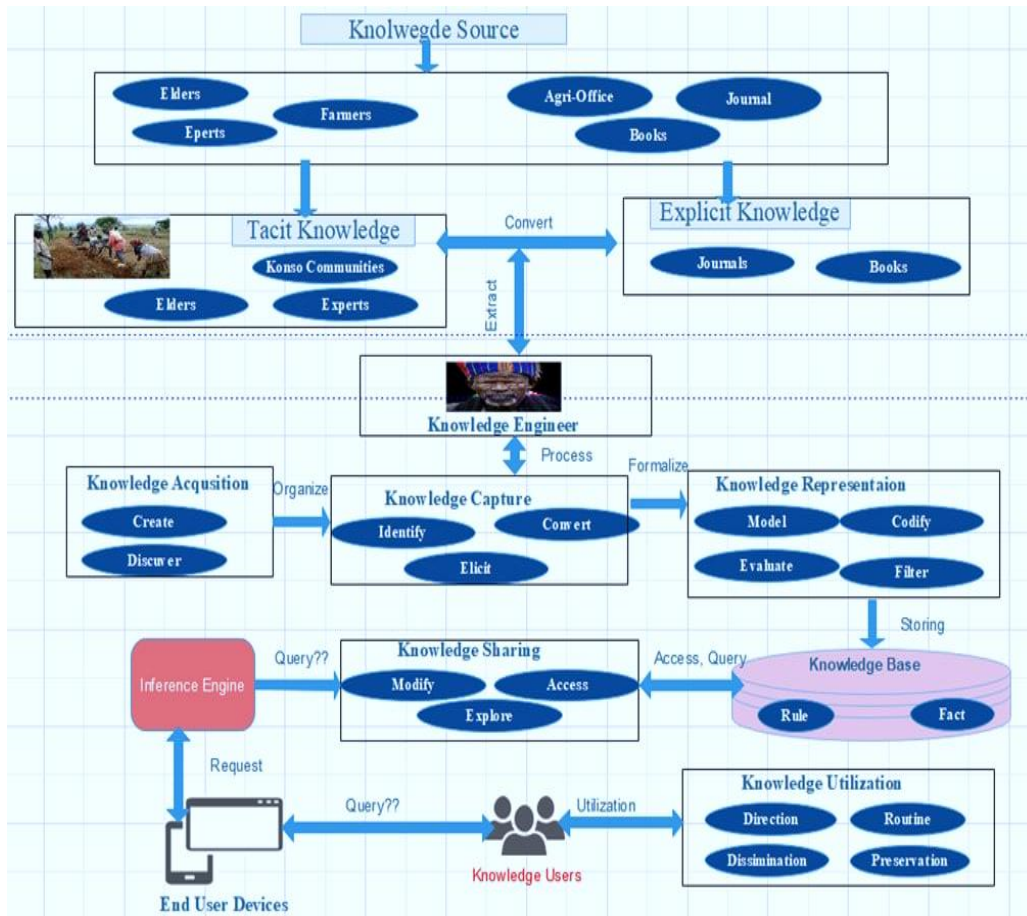 Knolwegde Source
Elders
Farmers
Eperts
Agri-Office
Journal
Books
Tacit Knowledge
Konso Communities
Elders
Experts
Convert
Explicit Knowledge
Journals
Books
Extract
Knowledge Engineer
Process
Knowledge Acqusition
Create
Discuver
Organize
Knowledge Capture
Identify
Convert
Elicit
Formalize
Knowledge Representaion
Model
Codify
Evaluate
Filter
Storing
Inference Engine
Query??
Knowledge Sharing
Modify
Access
Explore
Access, Query
Knowledge Base
Rule
Fact
Request
Query??
Utilization
Knowledge Users
End User Devices
Knowledge Utilization
Direction
Routine
Dissimination
Preservation